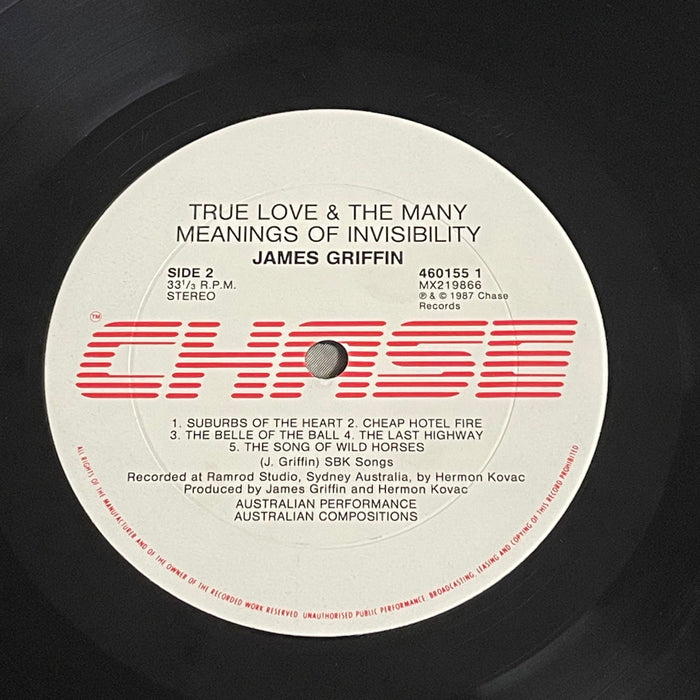 TRUE LOVE & THE MANY
MEANINGS OF INVISIBILITY
JAMES GRIFFIN
SIDE 2
33 1/3 R.P.M.
STEREO
460155 1
MX219866
℗ & © 1987 Chase
Records
™
CHASE
1. SUBURBS OF THE HEART 2. CHEAP HOTEL FIRE
3. THE BELLE OF THE BALL 4. THE LAST HIGHWAY
5. THE SONG OF WILD HORSES
(J. Griffin) SBK Songs
Recorded at Ramrod Studio, Sydney Australia, by Hermon Kovac
Produced by James Griffin and Hermon Kovac
AUSTRALIAN PERFORMANCE
AUSTRALIAN COMPOSITIONS
ALL RIGHTS OF THE MANUFACTURER AND OF THE OWNER OF THE RECORDED WORK RESERVED. UNAUTHORISED PUBLIC PERFORMANCE, BROADCASTING, LEASING AND COPYING OF THIS RECORD PROHIBITED